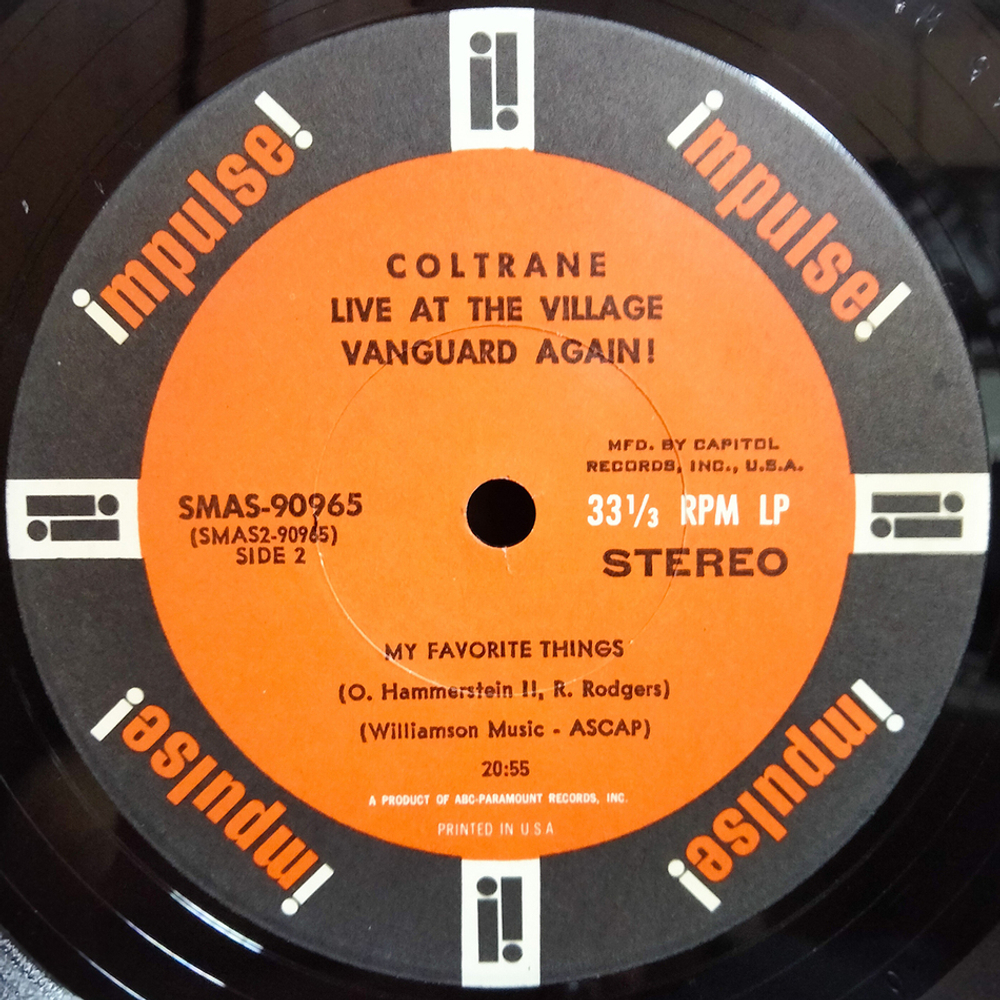 impulse!
impulse!
COLTRANE
LIVE AT THE VILLAGE
VANGUARD AGAIN!
MFD. BY CAPITOL
RECORDS, INC., U.S.A.
SMAS-90965
(SMAS2-90965)
SIDE 2
33 1/3 RPM LP
STEREO
MY FAVORITE THINGS
(O. Hammerstein II, R. Rodgers)
(Williamson Music - ASCAP)
20:55
A PRODUCT OF ABC-PARAMOUNT RECORDS, INC.
PRINTED IN U S A
impulse!
impulse!